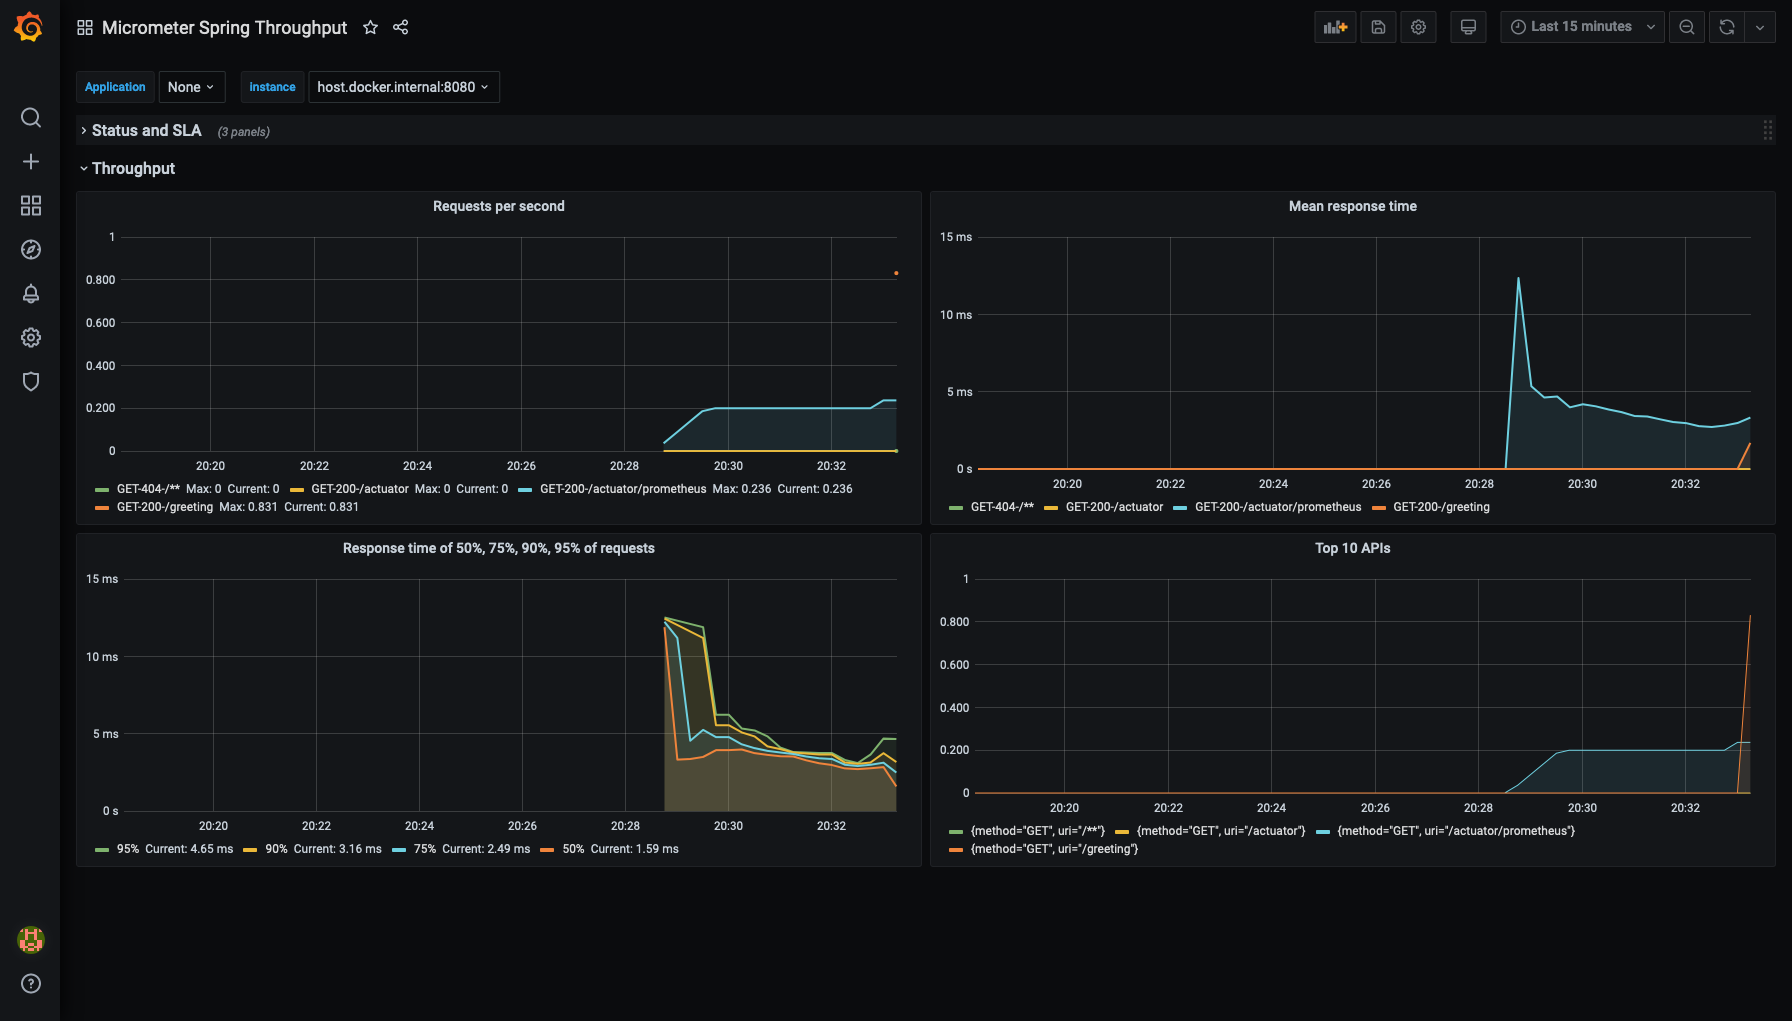 Micrometer Spring Throughput
Last 15 minutes
Application None instance host.docker.internal:8080
Status and SLA (3 panels)
Throughput
Requests per second
1
0.800
0.600
0.400
0.200
0
20:20 20:22 20:24 20:26 20:28 20:30 20:32
GET-404-/** Max: 0 Current: 0 GET-200-/actuator Max: 0 Current: 0 GET-200-/actuator/prometheus Max: 0.236 Current: 0.236
GET-200-/greeting Max: 0.831 Current: 0.831
Mean response time
15 ms
10 ms
5 ms
0 s
20:20 20:22 20:24 20:26 20:28 20:30 20:32
GET-404-/** GET-200-/actuator GET-200-/actuator/prometheus GET-200-/greeting
Response time of 50%, 75%, 90%, 95% of requests
15 ms
10 ms
5 ms
0 s
20:20 20:22 20:24 20:26 20:28 20:30 20:32
95% Current: 4.65 ms 90% Current: 3.16 ms 75% Current: 2.49 ms 50% Current: 1.59 ms
Top 10 APIs
1
0.800
0.600
0.400
0.200
0
20:20 20:22 20:24 20:26 20:28 20:30 20:32
{method="GET", uri="/**"} {method="GET", uri="/actuator"} {method="GET", uri="/actuator/prometheus"}
{method="GET", uri="/greeting"}